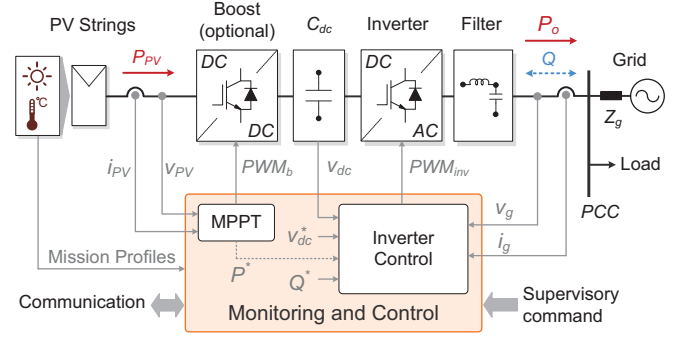 PV Strings
Boost
(optional)
C_dc
Inverter
Filter
P_o
Q
Grid
P_PV
DC
DC
DC
AC
°C
Z_g
Load
PCC
i_PV
v_PV
PWM_b
v_dc
PWM_inv
v_g
i_g
MPPT
v_dc^*
P^*
Q^*
Inverter
Control
Mission Profiles
Communication
Monitoring and Control
Supervisory
command